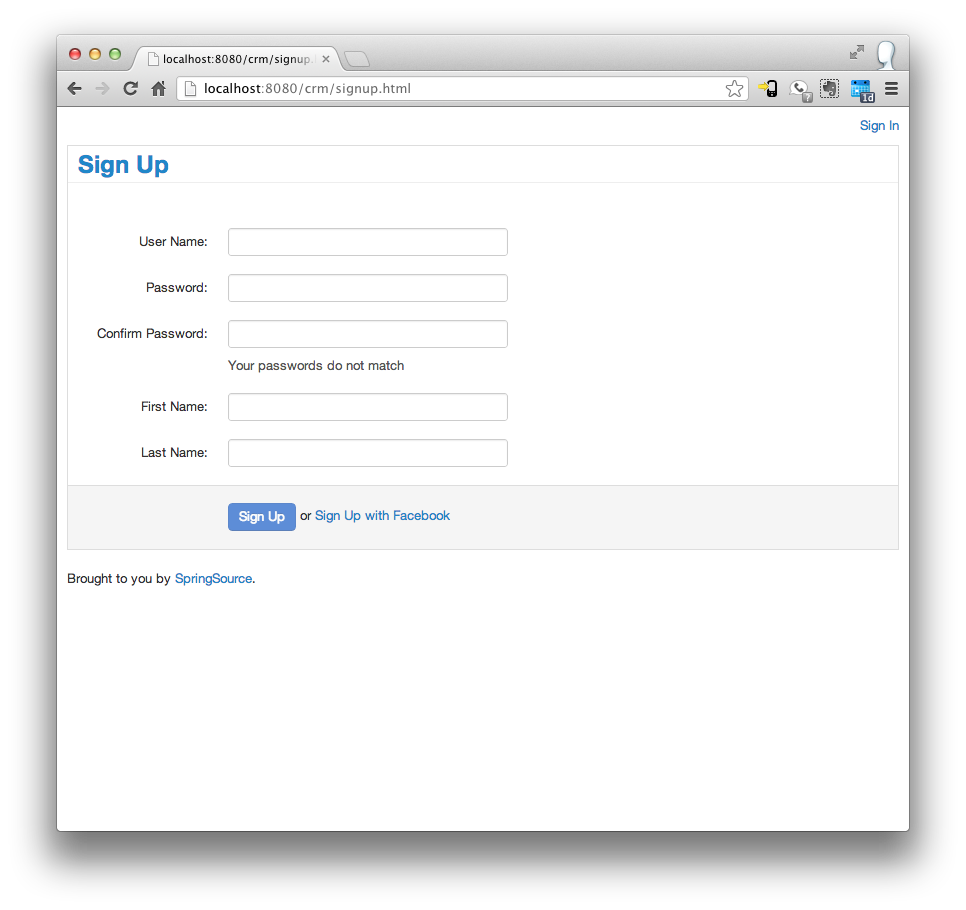 localhost:8080/crm/signup.
localhost:8080/crm/signup.html
?
1d
Sign In
Sign Up
User Name:
Password:
Confirm Password:
Your passwords do not match
First Name:
Last Name:
Sign Up or Sign Up with Facebook
Brought to you by SpringSource.